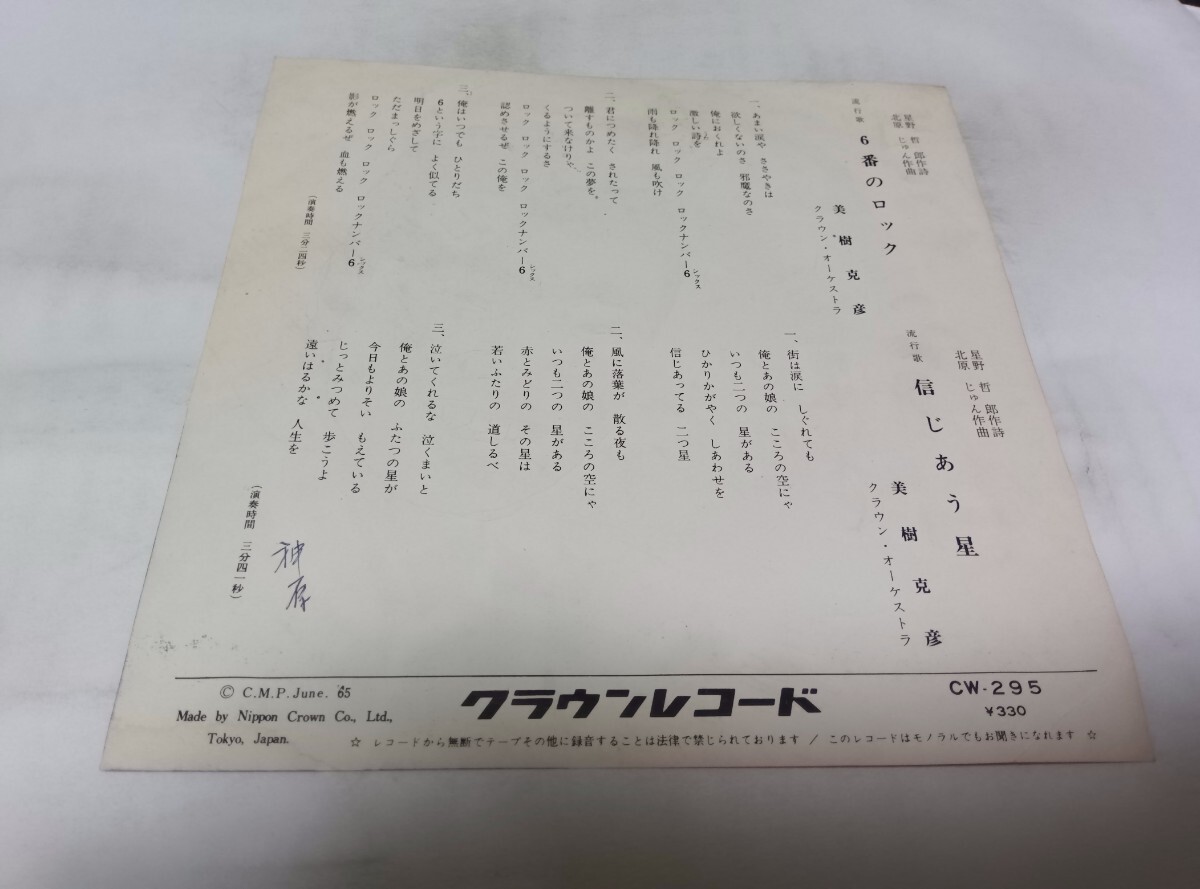 星野哲郎作詩
北原じゅん作曲
流行歌 6番のロック
美樹克彦
クラウン・オーケストラ
一、あまい涙や ささやきは
欲しくないのさ 邪魔なのさ
俺におくれよ
激しい詩を
うた
ロック ロック ロック ロックナンバー6
シックス
雨も降れ降れ 風も吹け
二、君につめたく されたって
離すものかよ この夢を。
ついて来なけりゃ
くるようにするさ
ロック ロック ロック ロックナンバー6
シックス
認めさせるぜ この俺を
三、俺はいつでも ひとりだち
6という字に よく似てる
明日をめざして
ただまっしぐら
ロック ロック ロック ロックナンバー6
シックス
影が燃えるぜ 血も燃える
(演奏時間 三分二四秒)
星野哲郎作詩
北原じゅん作曲
流行歌 信じあう星
美樹克彦
クラウン・オーケストラ
一、街は涙に しぐれても
俺とあの娘の こころの空にゃ
いつも二つの 星がある
ひかりかがやく しあわせを
信じあってる 二つ星
二、風に落葉が 散る夜も
俺とあの娘の こころの空にゃ
いつも二つの 星がある
赤とみどりの その星は
若いふたりの 道しるべ
三、泣いてくれるな 泣くまいと
俺とあの娘の ふたつの星が
今日もよりそい もえている
じっとみつめて 歩こうよ
遠いはるかな 人生を
(演奏時間 三分四一秒)
神原
© C.M.P. June. '65
Made by Nippon Crown Co., Ltd.,
Tokyo, Japan.
クラウンレコード
CW-295
¥330
☆ レコードから無断でテープその他に録音することは法律で禁じられております / このレコードはモノラルでもお聞きになれます ☆